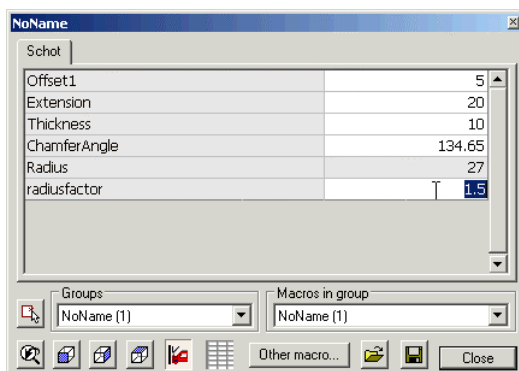 NoName
Schot
Offset1 5
Extension 20
Thickness 10
ChamferAngle 134.65
Radius 27
radiusfactor 1.5
Groups Macros in group
NoName (1) NoName (1)
Other macro... Close